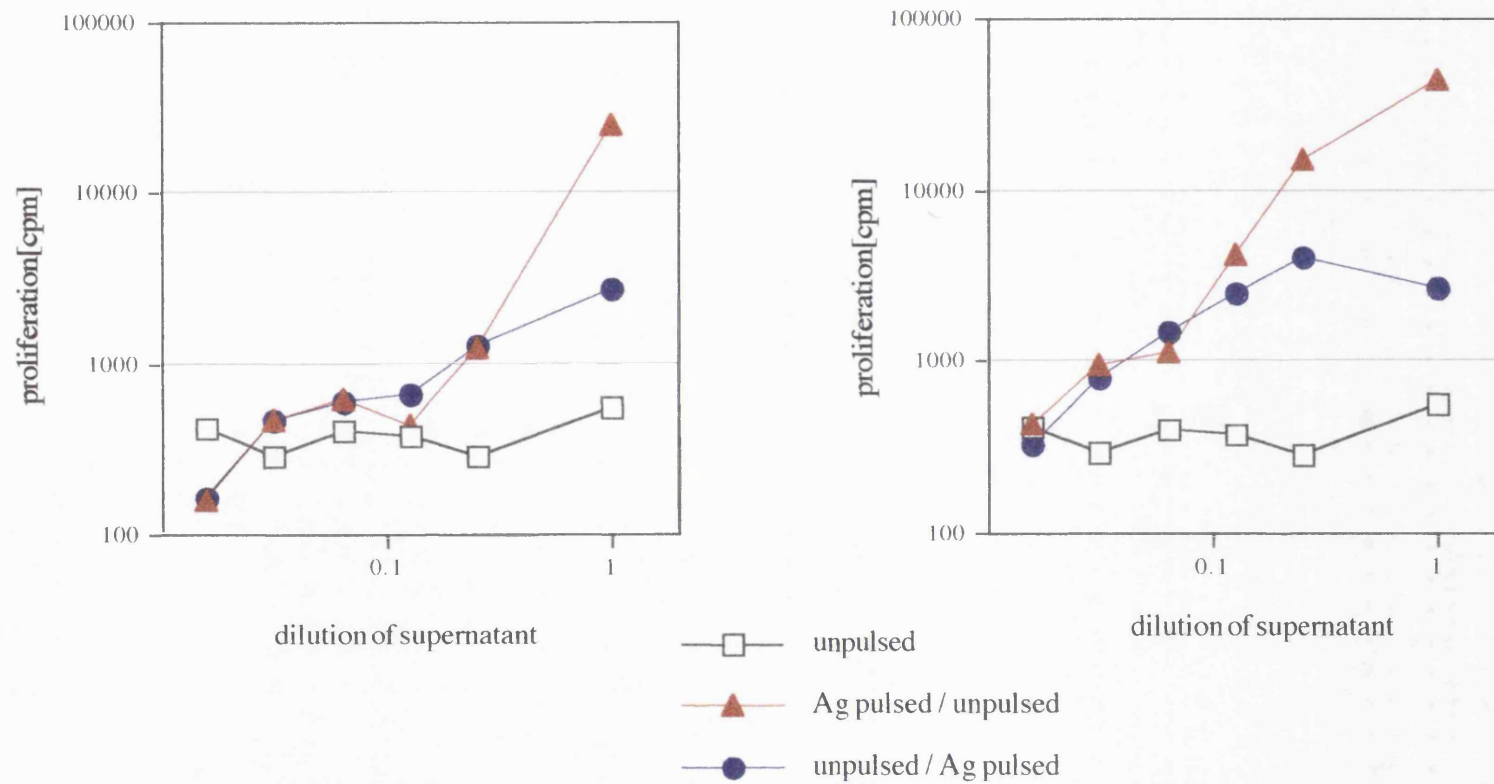 100000
10000
1000
100
proliferation[cpm]
0.1
1
dilution of supernatant
100000
10000
1000
100
proliferation[cpm]
0.1
1
dilution of supernatant
unpulsed
Ag pulsed / unpulsed
unpulsed / Ag pulsed